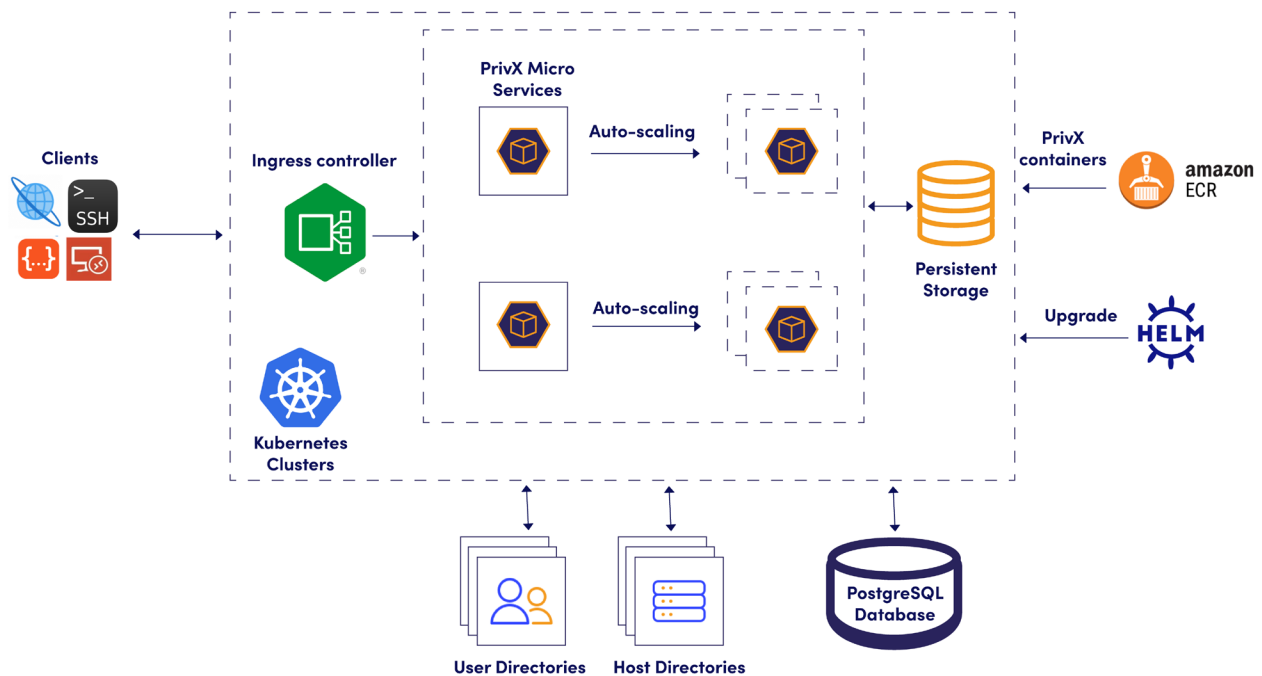 PrivX Micro
Services
Auto-scaling
Clients
>_
SSH
{...}
Ingress controller
®
PrivX
containers
amazon
ECR
Persistent
Storage
Auto-scaling
Upgrade
HELM
Kubernetes
Clusters
PostgreSQL
Database
User Directories
Host Directories